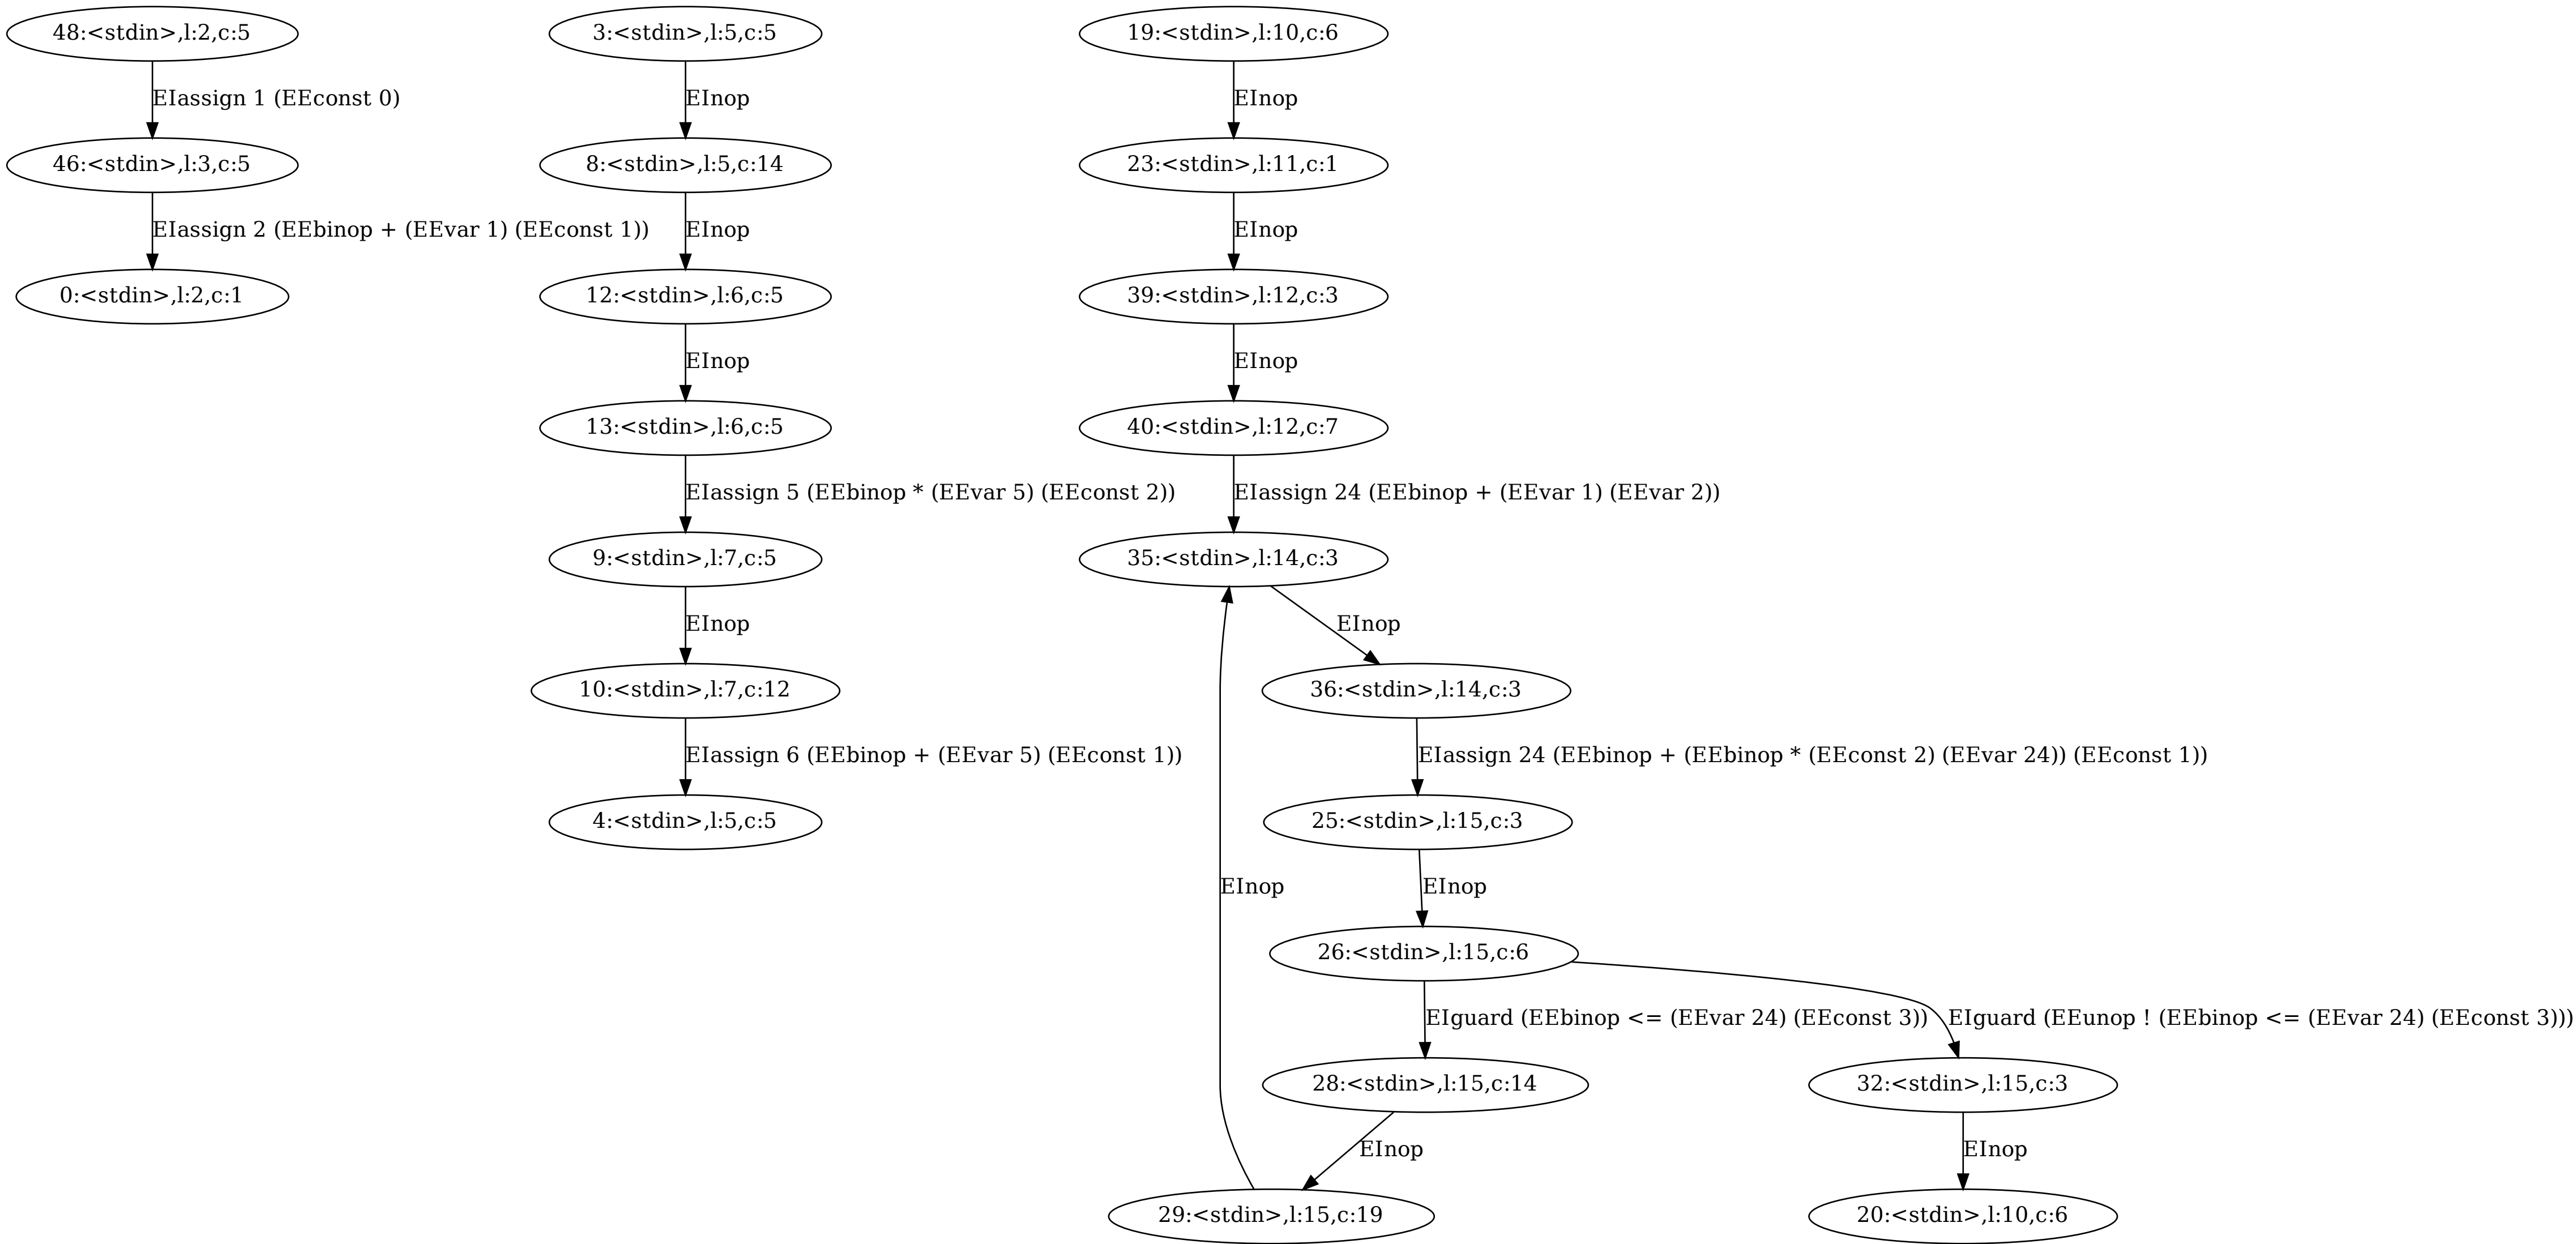 48:<stdin>,l:2,c:5
3:<stdin>,l:5,c:5
19:<stdin>,l:10,c:6
EIassign 1 (EEconst 0)
EInop
EInop
46:<stdin>,l:3,c:5
8:<stdin>,l:5,c:14
23:<stdin>,l:11,c:1
EIassign 2 (EEbinop + (EEvar 1) (EEconst 1))
EInop
EInop
0:<stdin>,l:2,c:1
12:<stdin>,l:6,c:5
39:<stdin>,l:12,c:3
EInop
EInop
13:<stdin>,l:6,c:5
40:<stdin>,l:12,c:7
EIassign 5 (EEbinop * (EEvar 5) (EEconst 2))
EIassign 24 (EEbinop + (EEvar 1) (EEvar 2))
9:<stdin>,l:7,c:5
35:<stdin>,l:14,c:3
EInop
EInop
10:<stdin>,l:7,c:12
36:<stdin>,l:14,c:3
EIassign 6 (EEbinop + (EEvar 5) (EEconst 1))
EIassign 24 (EEbinop + (EEbinop * (EEconst 2) (EEvar 24)) (EEconst 1))
4:<stdin>,l:5,c:5
25:<stdin>,l:15,c:3
EInop
EInop
26:<stdin>,l:15,c:6
EIguard (EEbinop <= (EEvar 24) (EEconst 3))
EIguard (EEunop ! (EEbinop <= (EEvar 24) (EEconst 3)))
28:<stdin>,l:15,c:14
32:<stdin>,l:15,c:3
EInop
EInop
29:<stdin>,l:15,c:19
20:<stdin>,l:10,c:6